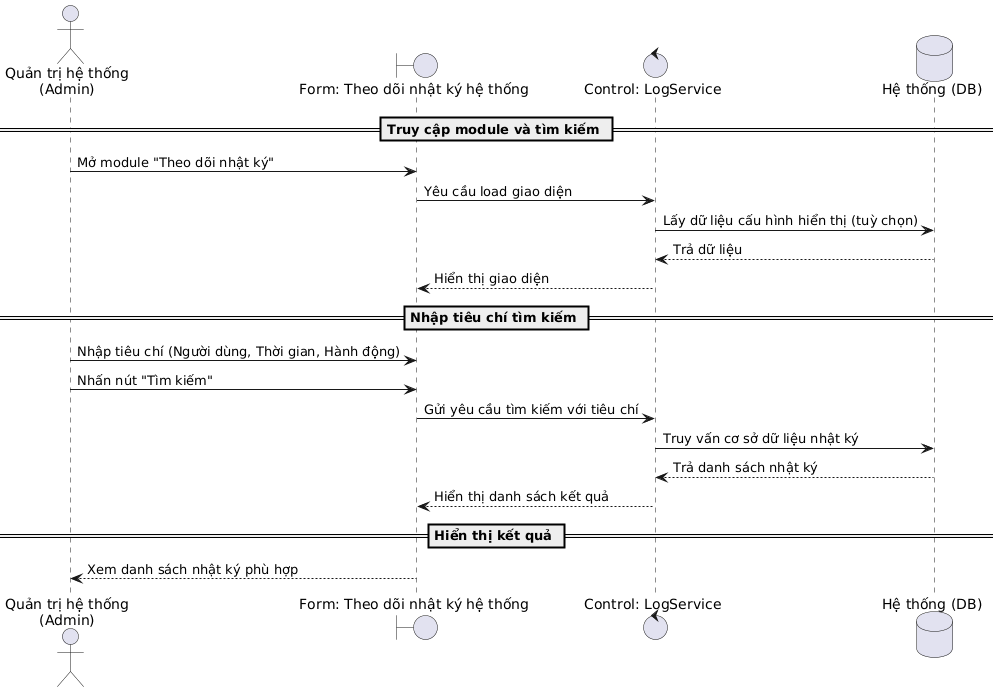 Quản trị hệ thống
(Admin)
Form: Theo dõi nhật ký hệ thống
Control: LogService
Hệ thống (DB)
Truy cập module và tìm kiếm
Mở module "Theo dõi nhật ký"
Yêu cầu load giao diện
Lấy dữ liệu cấu hình hiển thị (tuỳ chọn)
Trả dữ liệu
Hiển thị giao diện
Nhập tiêu chí tìm kiếm
Nhập tiêu chí (Người dùng, Thời gian, Hành động)
Nhấn nút "Tìm kiếm"
Gửi yêu cầu tìm kiếm với tiêu chí
Truy vấn cơ sở dữ liệu nhật ký
Trả danh sách nhật ký
Hiển thị danh sách kết quả
Hiển thị kết quả
Xem danh sách nhật ký phù hợp
Quản trị hệ thống
(Admin)
Form: Theo dõi nhật ký hệ thống
Control: LogService
Hệ thống (DB)